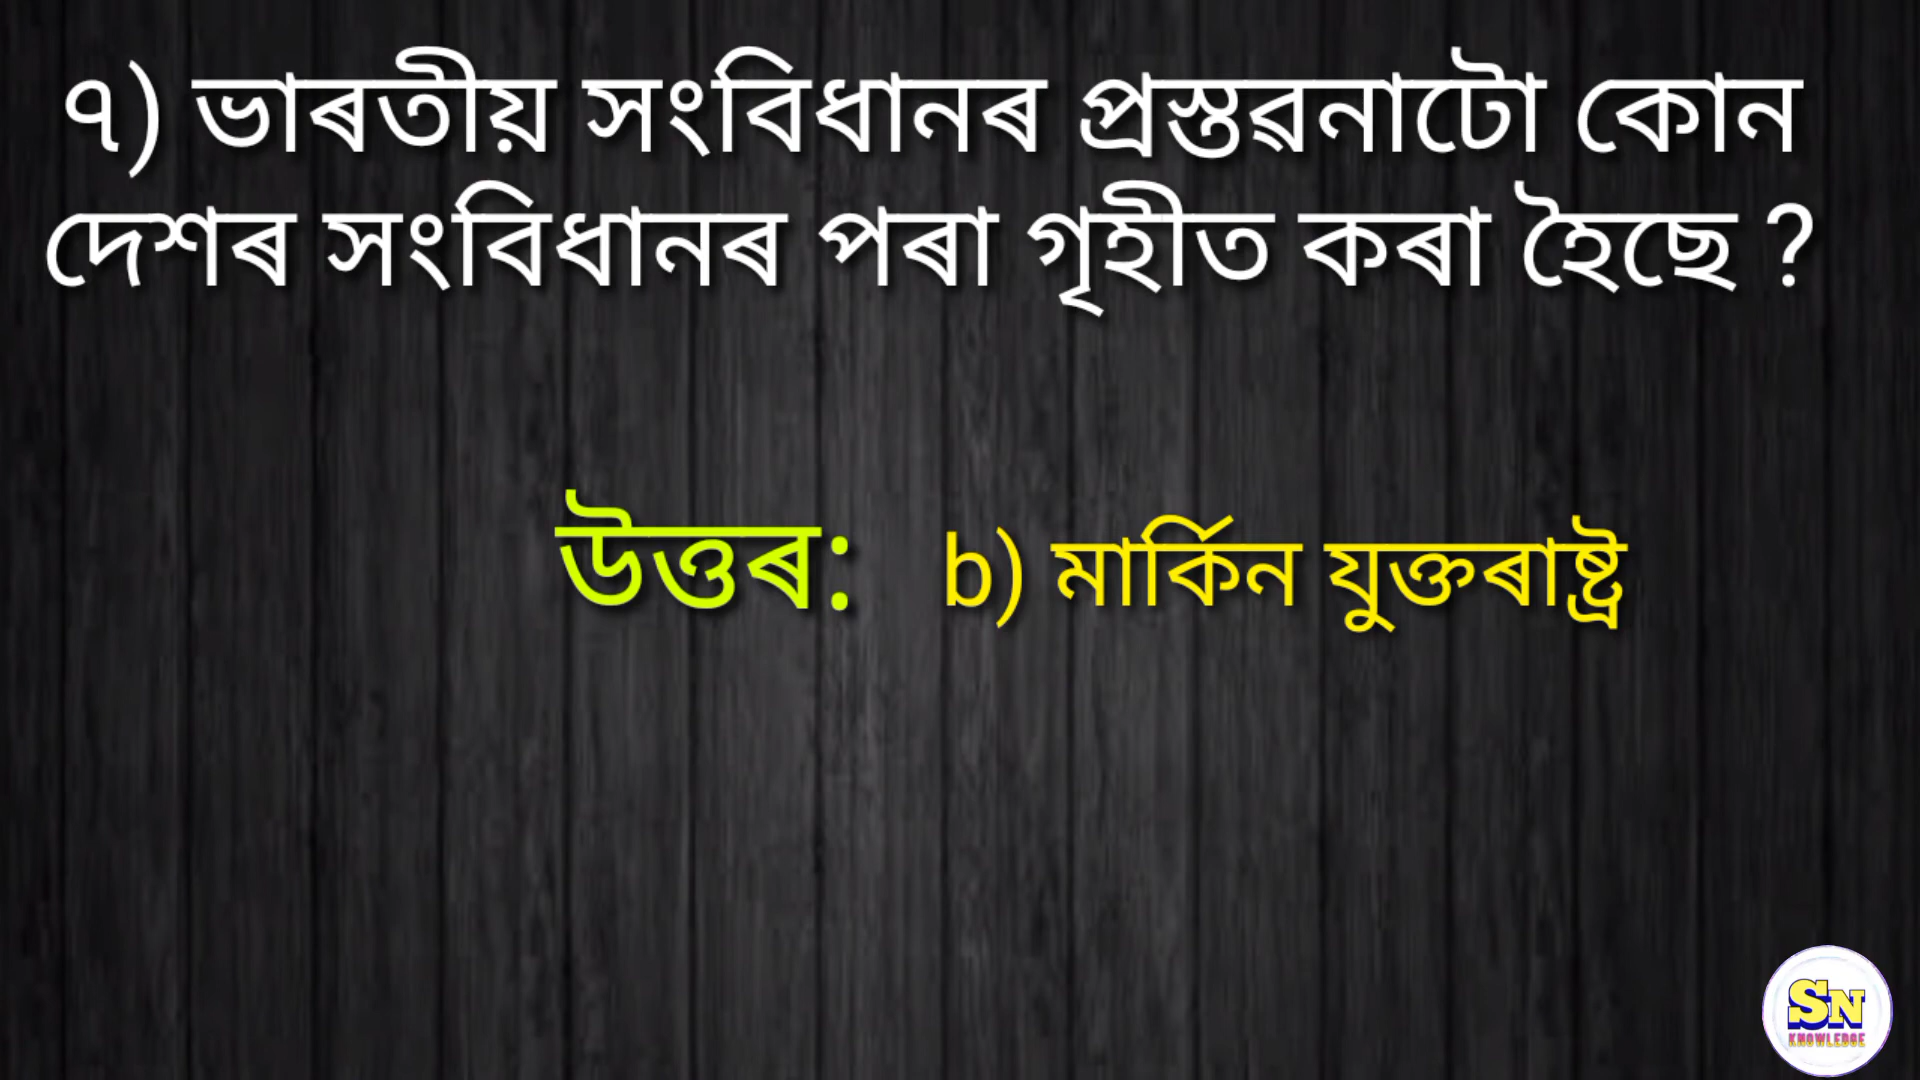 ৭) ভাৰতীয় সংবিধানৰ প্ৰস্তৱনাটো কোন
দেশৰ সংবিধানৰ পৰা গৃহীত কৰা হৈছে ?
উত্তৰ: b) মাৰ্কিন যুক্তৰাষ্ট্ৰ
SN
KNOWLEDGE